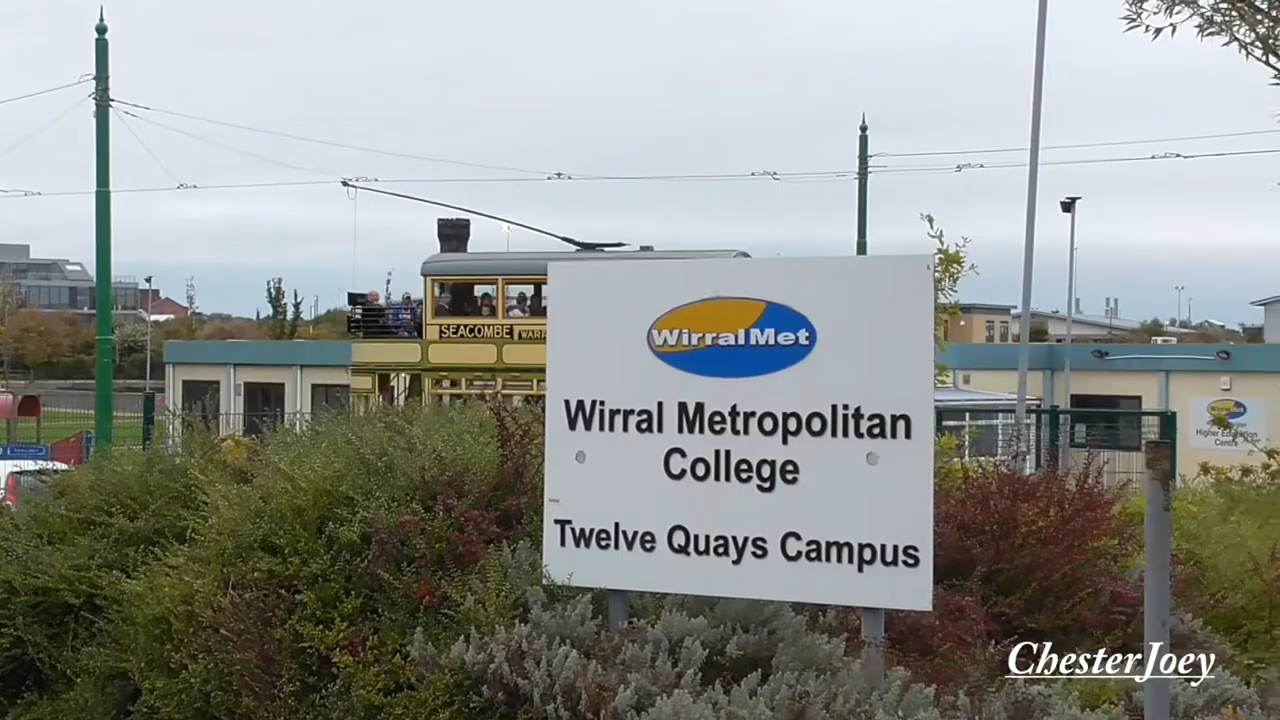 SEACOMBE
WirralMet
Wirral Metropolitan
College
Twelve Quays Campus
Higher Education
Centre
ChesterJoey